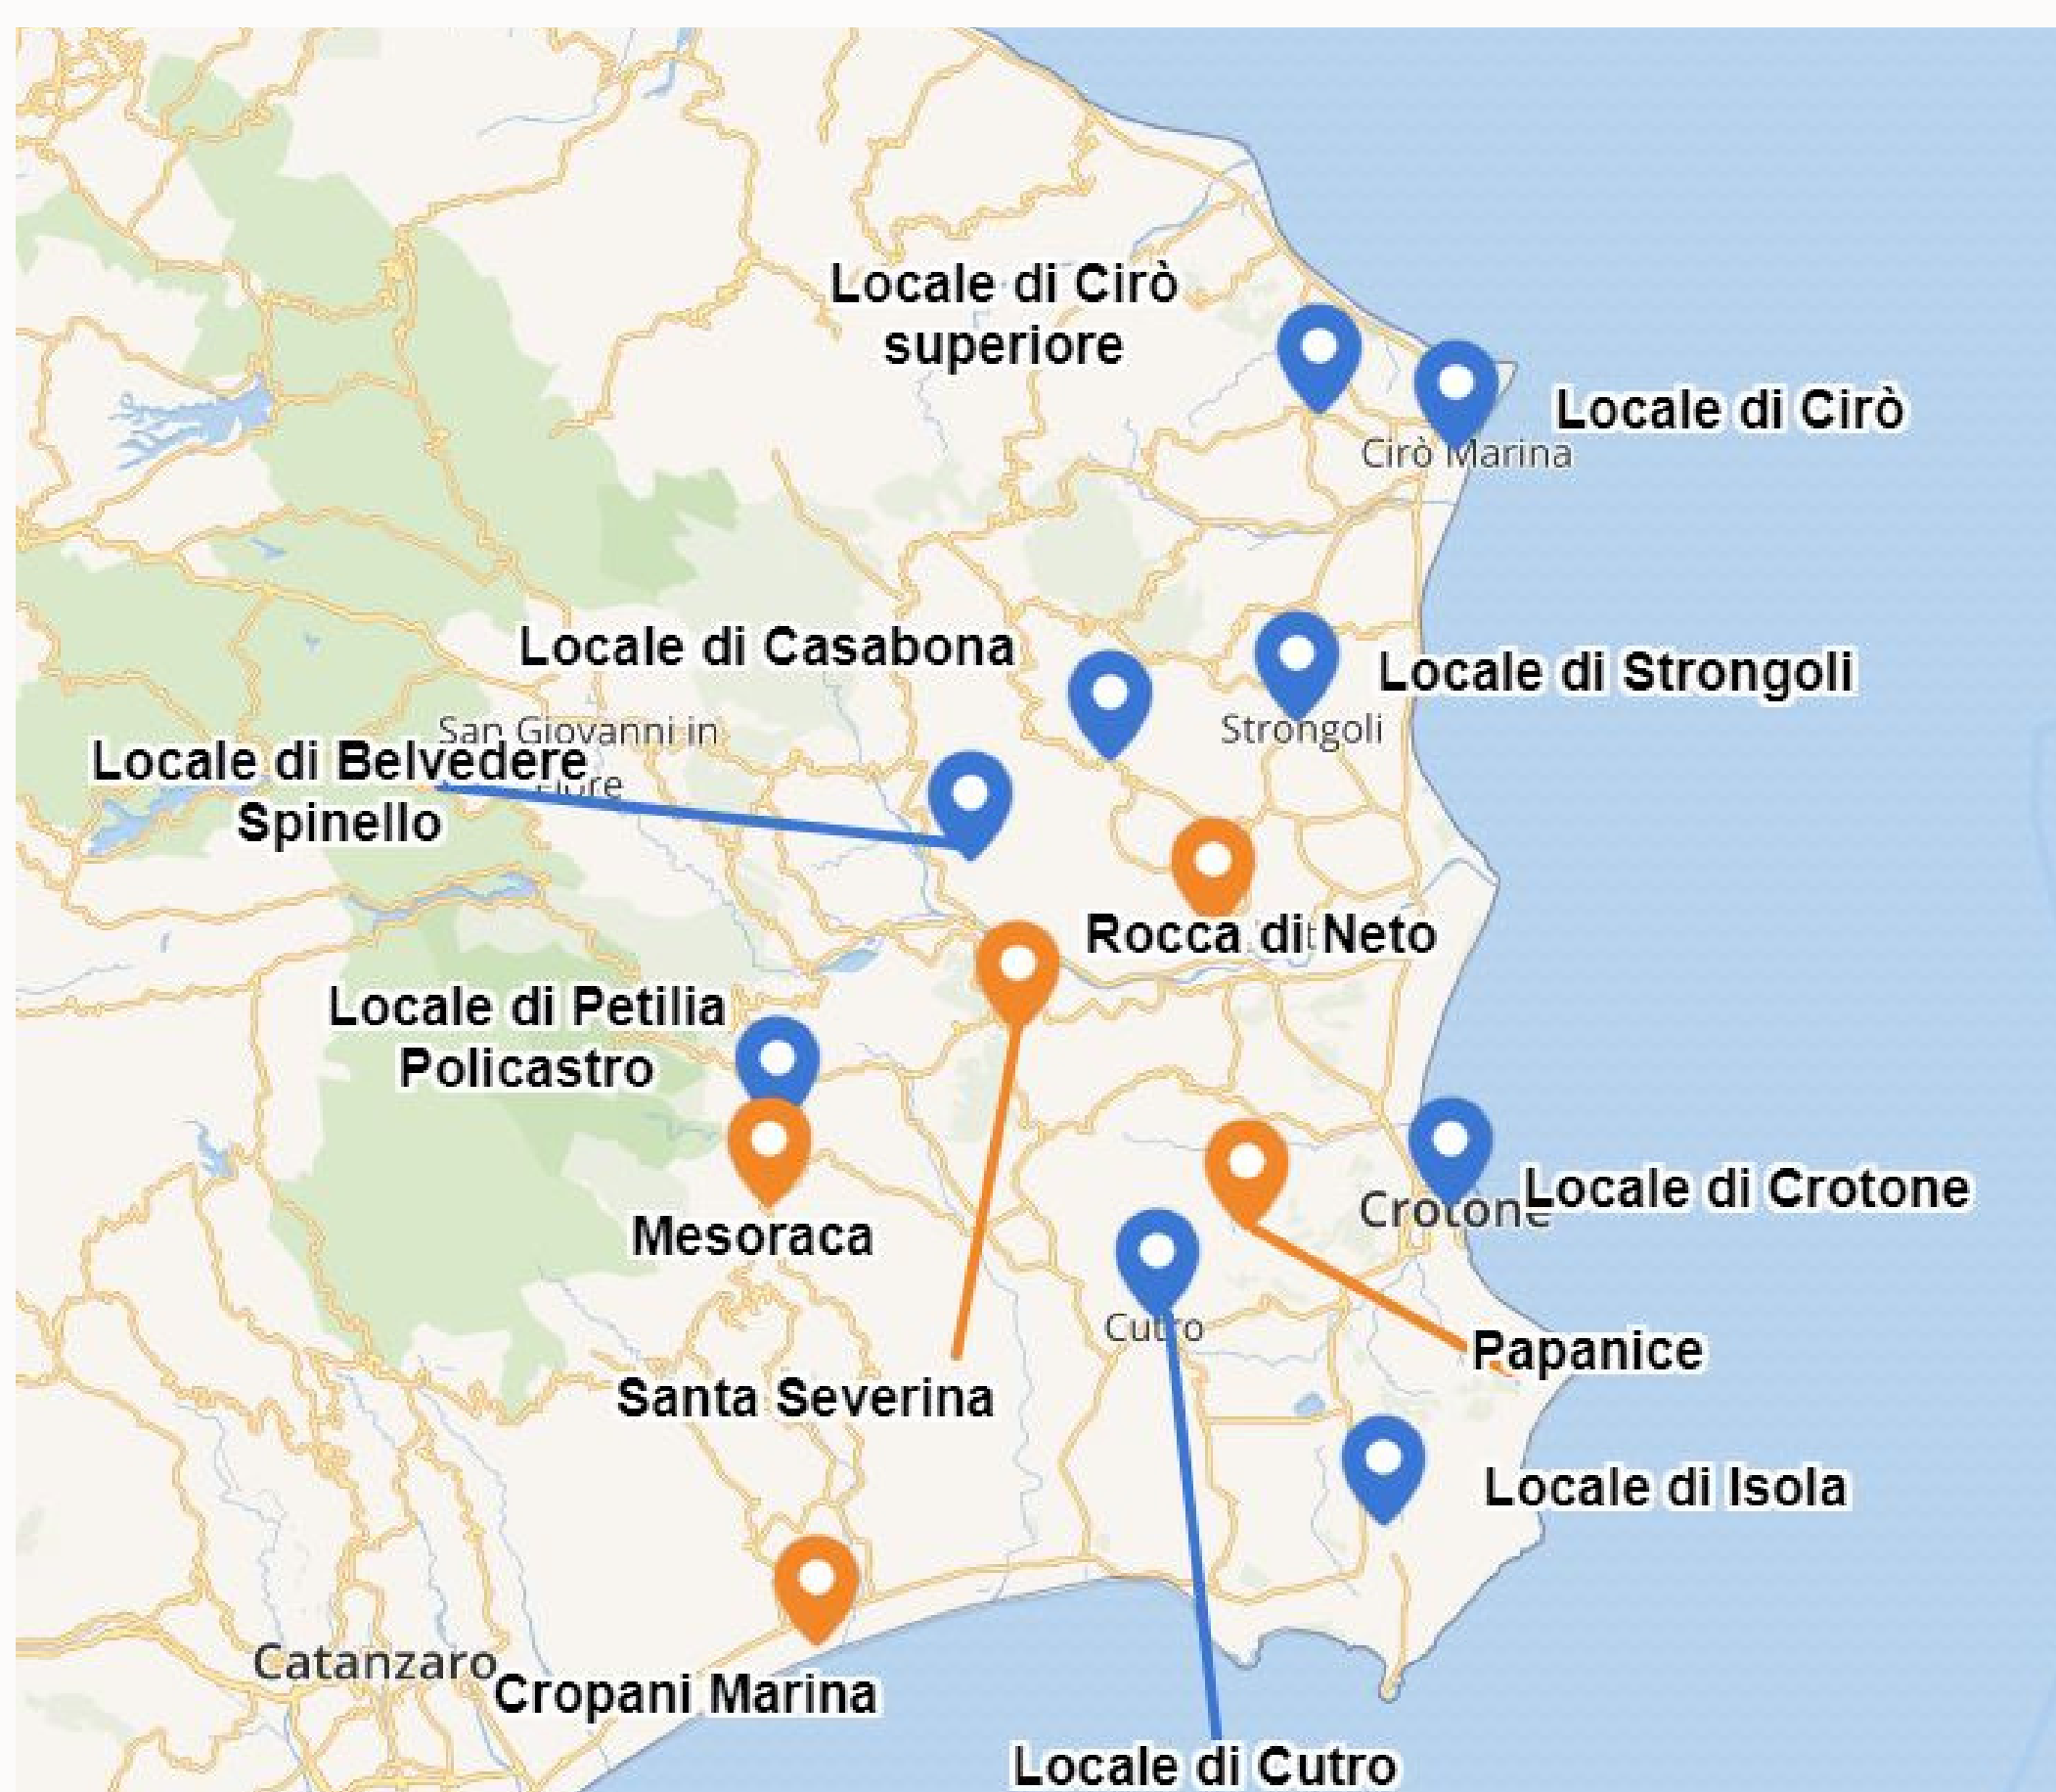 Locale di Cirò
superiore
Locale di Cirò
Cirò Marina
Locale di Casabona
Locale di Strongoli
San Giovanni in
Fiore
Strongoli
Locale di Belvedere
Spinello
Rocca di Neto
Locale di Petilia
Policastro
Locale di Crotone
Crotone
Mesoraca
Cutro
Papanice
Santa Severina
Locale di Isola
Catanzaro
Cropani Marina
Locale di Cutro